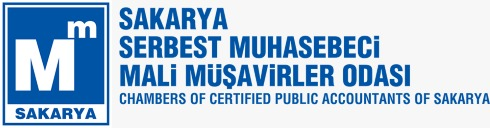 Mm
SAKARYA
SAKARYA
SERBEST MUHASEBECİ
MALİ MÜŞAVİRLER ODASI
CHAMBERS OF CERTIFIED PUBLIC ACCOUNTANTS OF SAKARYA